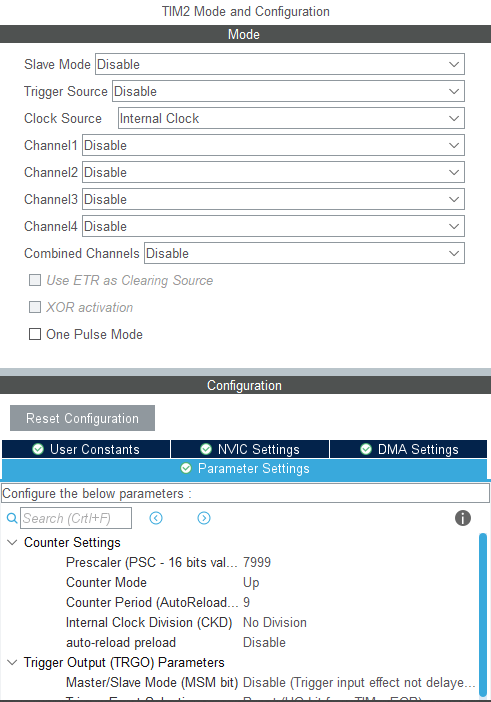 TIM2 Mode and Configuration
Mode
Slave Mode Disable
Trigger Source Disable
Clock Source Internal Clock
Channel1 Disable
Channel2 Disable
Channel3 Disable
Channel4 Disable
Combined Channels Disable
Use ETR as Clearing Source
XOR activation
One Pulse Mode
Configuration
Reset Configuration
User Constants NVIC Settings DMA Settings
Parameter Settings
Configure the below parameters :
Search (Crtl+F)
Counter Settings
Prescaler (PSC - 16 bits val... 7999
Counter Mode Up
Counter Period (AutoReload... 9
Internal Clock Division (CKD) No Division
auto-reload preload Disable
Trigger Output (TRGO) Parameters
Master/Slave Mode (MSM bit) Disable (Trigger input effect not delaye...